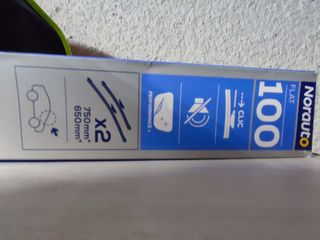 Norauto
FLAT
100
CLIC
PERFORMANCE+
x2
750mm*
650mm*